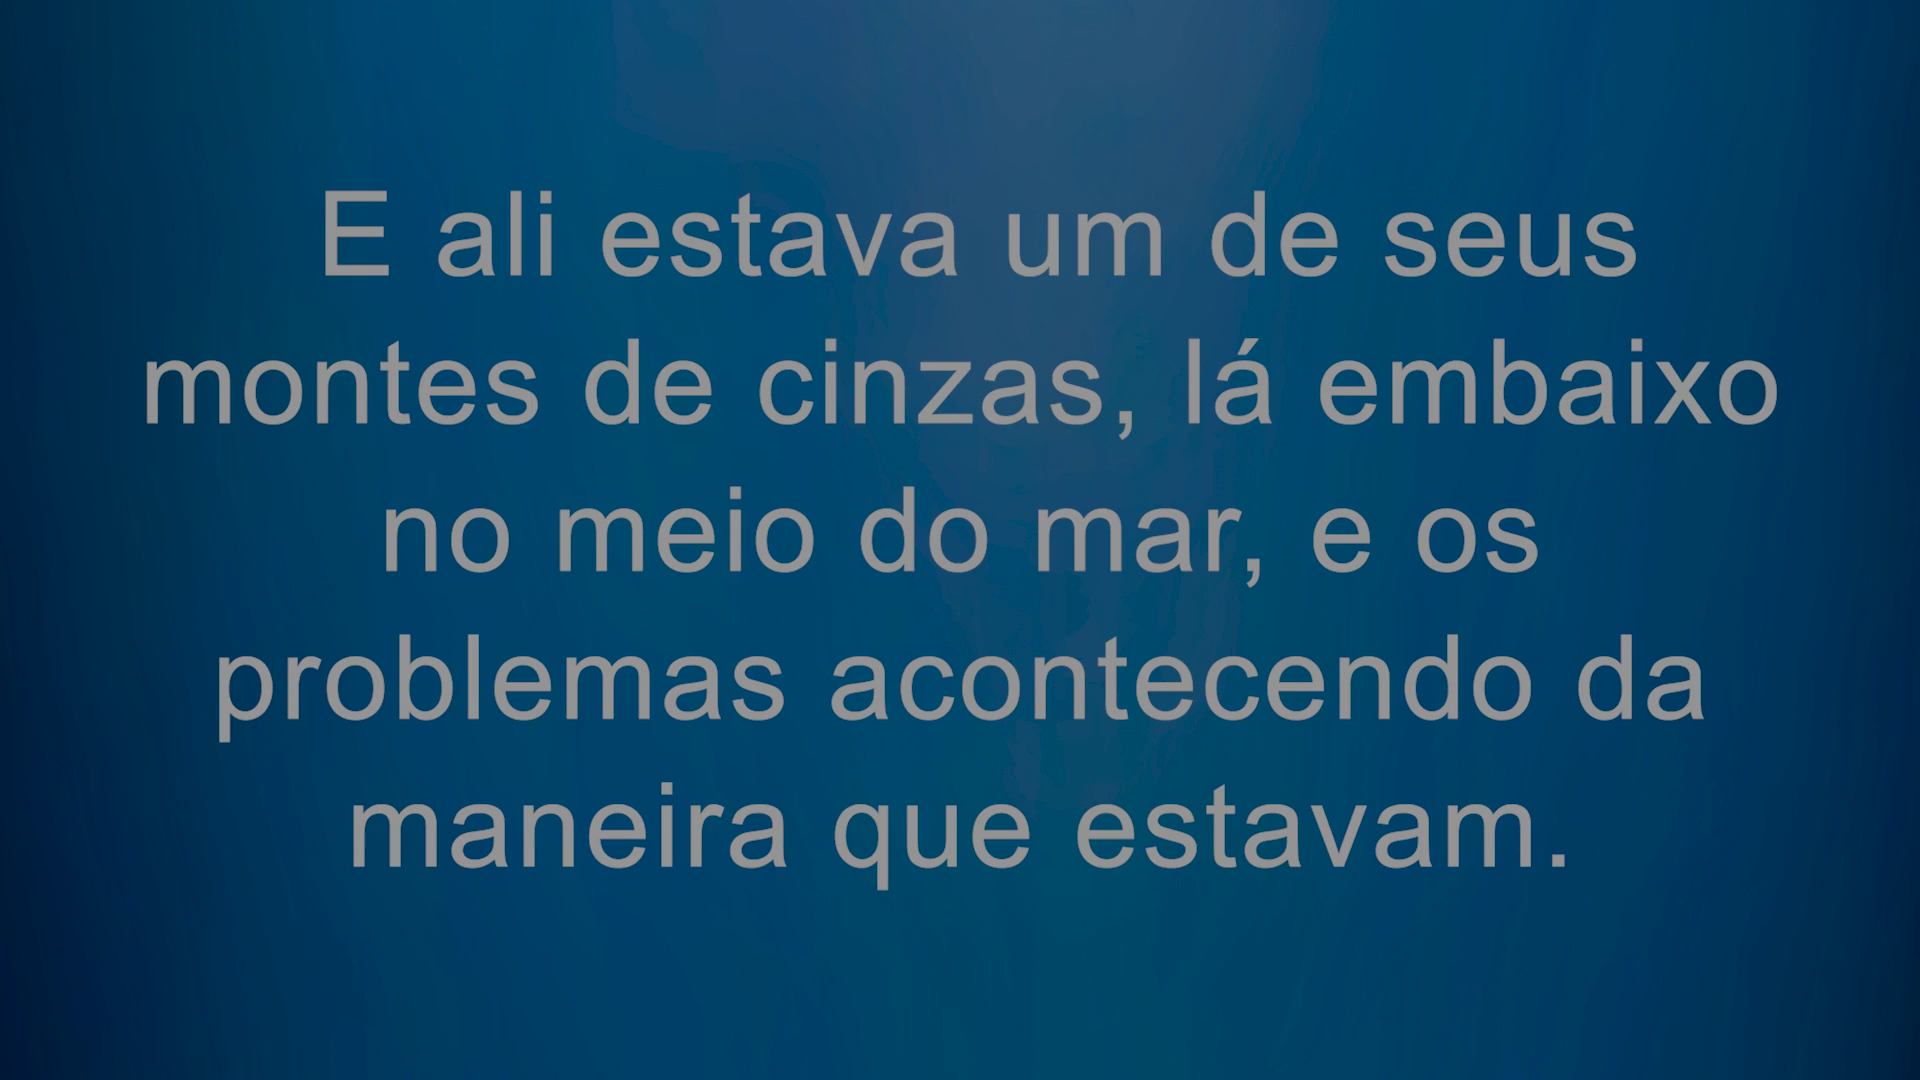 E ali estava um de seus
montes de cinzas, lá embaixo
no meio do mar, e os
problemas acontecendo da
maneira que estavam.